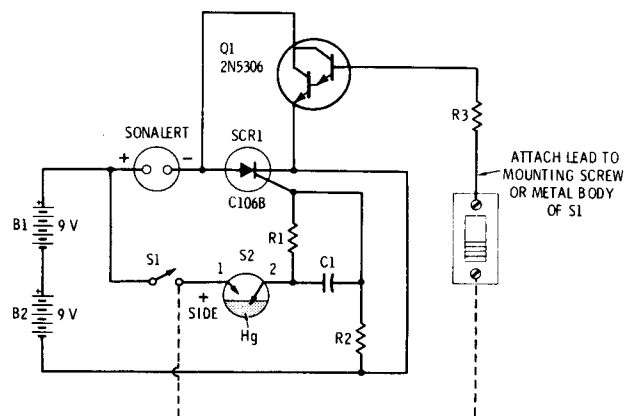 Q1
2N5306
R3
SONALERT
SCR1
+
-
ATTACH LEAD TO
MOUNTING SCREW
OR METAL BODY
OF S1
C106B
B1
+
9 V
R1
S1
S2
C1
1
2
+
SIDE
Hg
B2
+
9 V
R2